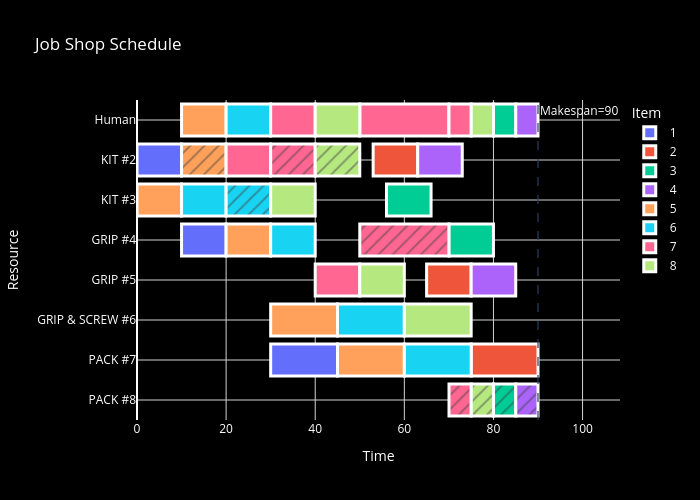 Job Shop Schedule
Makespan=90
Human
KIT #2
KIT #3
GRIP #4
GRIP #5
GRIP & SCREW #6
PACK #7
PACK #8
Resource
0 20 40 60 80 100
Time
Item
1
2
3
4
5
6
7
8